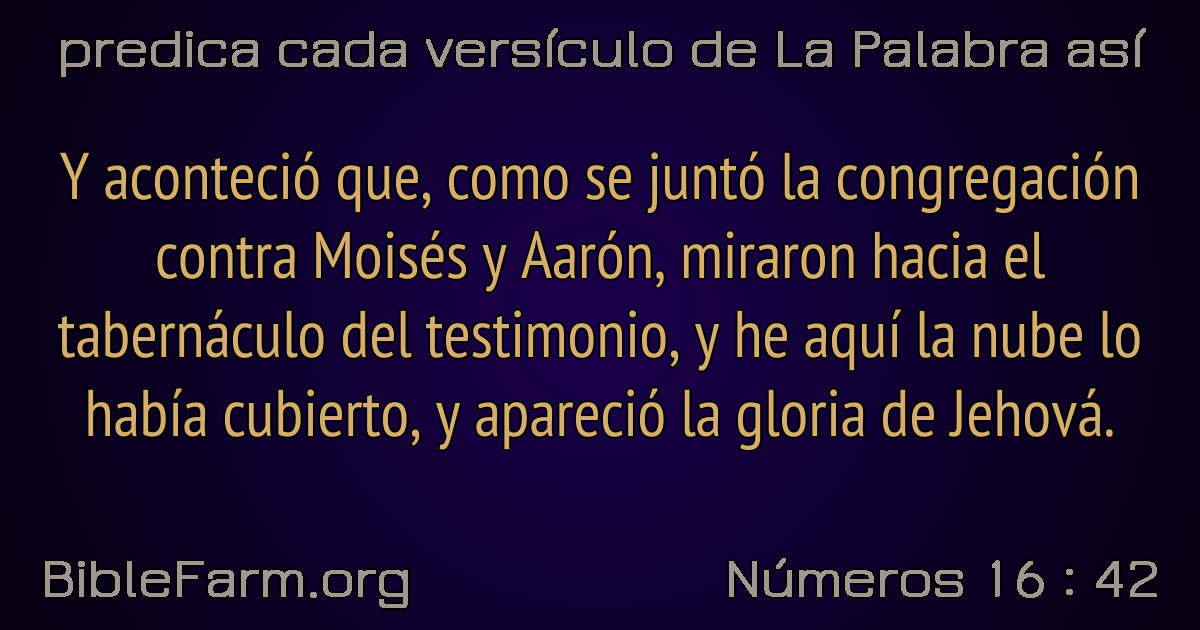 predica cada versículo de La Palabra así
Y aconteció que, como se juntó la congregación
contra Moisés y Aarón, miraron hacia el
tabernáculo del testimonio, y he aquí la nube lo
había cubierto, y apareció la gloria de Jehová.
BibleFarm.org
Números 16 : 42